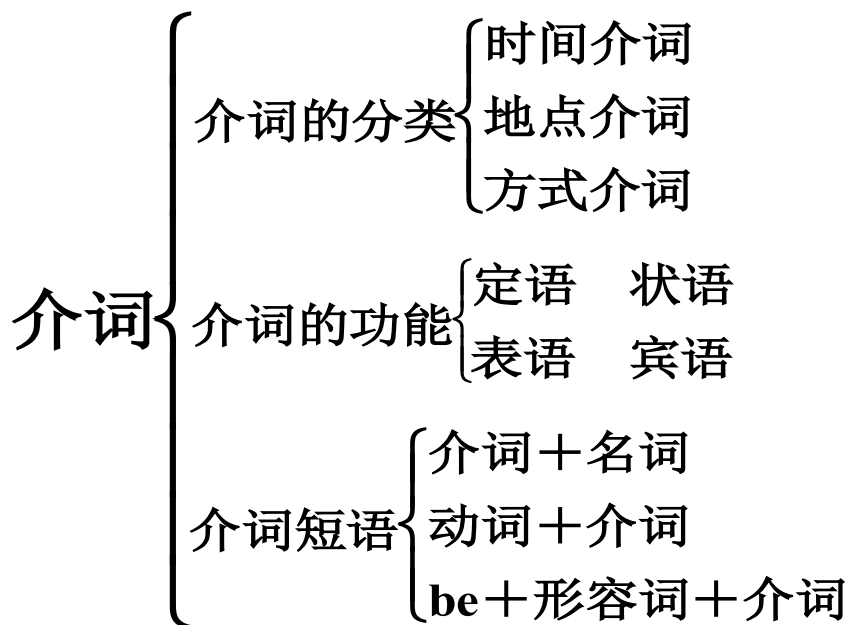 介词
介词的分类
时间介词
地点介词
方式介词
介词的功能
定语 状语
表语 宾语
介词短语
介词＋名词
动词＋介词
be＋形容词＋介词